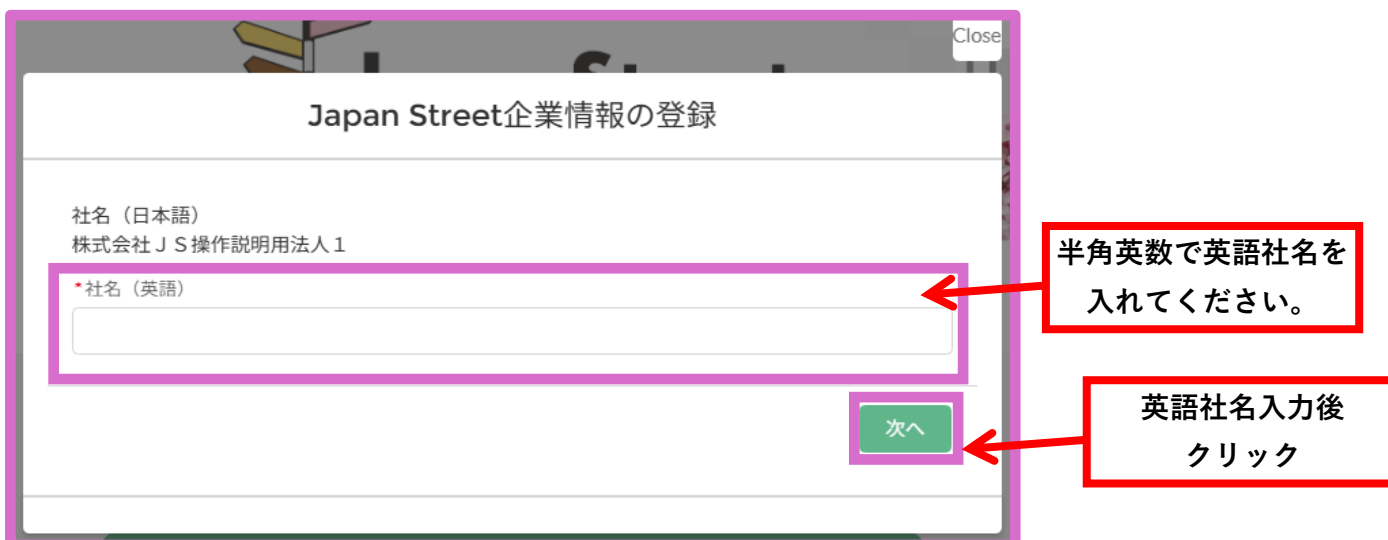 Close
Japan Street企業情報の登録
社名（日本語）
株式会社ＪＳ操作説明用法人１
*社名（英語）
半角英数で英語社名を
入れてください。
次へ
英語社名入力後
クリック